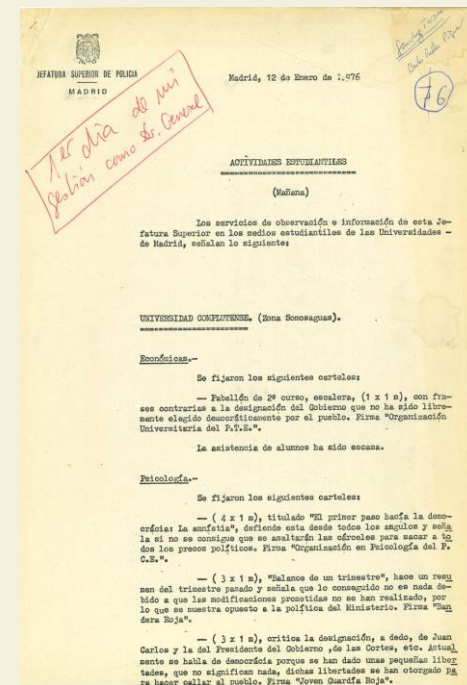 JEFATURA SUPERIOR DE POLICIA
MADRID
Madrid, 12 de Enero de 1.976
76
1er día de mi
gestión como Dr. General
ACTIVIDADES ESTUDIANTILES
(Mañana)
Los servicios de observación e información de esta Je-
fatura Superior en los medios estudiantiles de las Universidades -
de Madrid, señalan lo siguiente:
UNIVERSIDAD COMPLUTENSE. (Zona Somosaguas).
Económicas.-
Se fijaron los siguientes carteles:
-- Pabellón de 2º curso, escalera, (1 x 1 m), con fra-
ses contrarias a la designación del Gobierno que no ha sido libre-
mente elegido democráticamente por el pueblo. Firma "Organización
Universitaria del P.T.E.".
La asistencia de alumnos ha sido escasa.
Psicología.-
Se fijaron los siguientes carteles:
-- ( 4 x 1 m), titulado "El primer paso hacía la demo-
crácia: La amnistía", defiende esta desde todos los angulos y seña
la si no se consigue que se asaltarán las cárceles para sacar a to
dos los presos políticos. Firma "Organización en Psicología del P.
C.E.".
-- ( 3 x 1 m), "Balance de un trimestre", hace un resu
men del trimestre pasado y señala que lo conseguido no es nada de-
bido a que las modificaciones prometidas no se han realizado, por
lo que se muestra opuesto a la política del Ministerio. Firma "Ban
dera Roja".
-- ( 3 x 1 m), critica la designación, a dedo, de Juan
Carlos y la del Presidente del Gobierno ,de las Cortes, etc. Actual
mente se habla de democrácia porque se han dado unas pequeñas liber
tades, que no significan nada, dichas libertades se han otorgado pa
ra hacer callar al pueblo. Firma "Joven Guardia Roja".